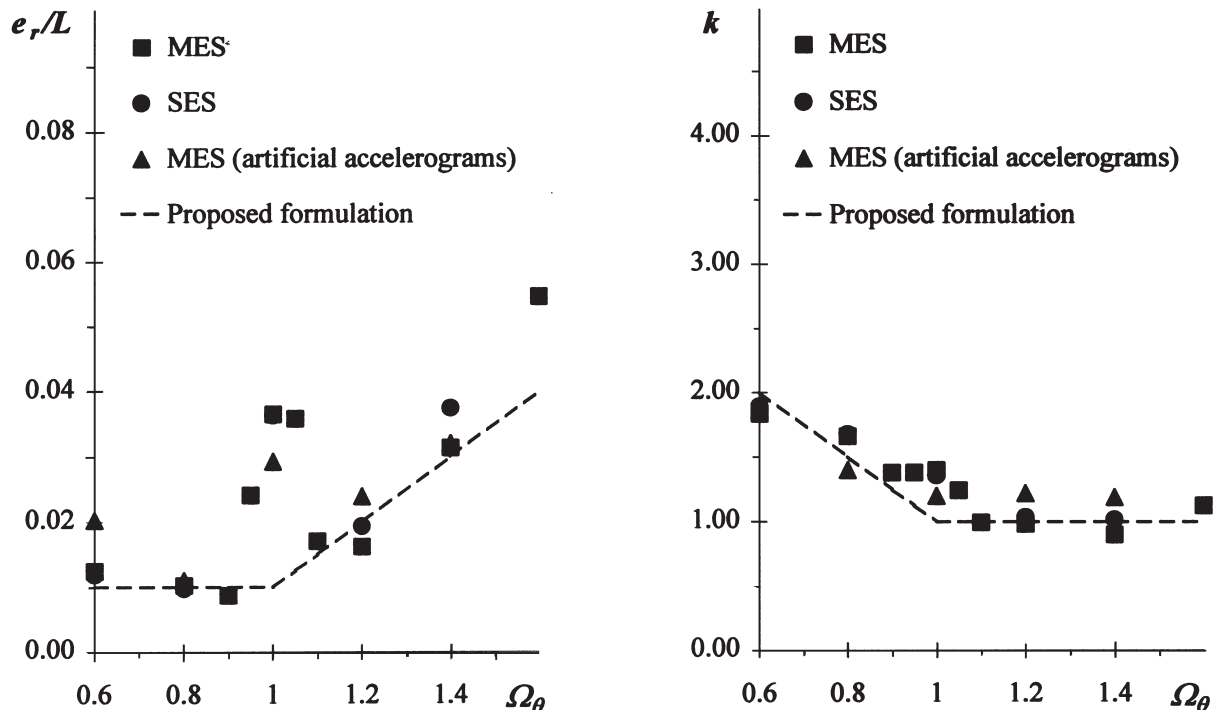 e_r/L
MES
SES
MES (artificial accelerograms)
Proposed formulation
0.08
0.06
0.04
0.02
0.00
0.6 0.8 1 1.2 1.4 Ω_θ
k
MES
SES
MES (artificial accelerograms)
Proposed formulation
4.00
3.00
2.00
1.00
0.00
0.6 0.8 1 1.2 1.4 Ω_θ